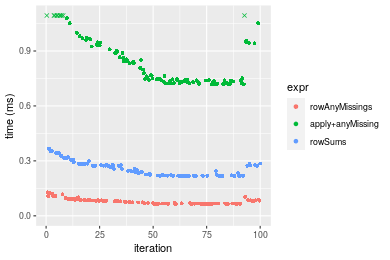 time (ms)
0.9
0.6
0.3
0.0
0
25
50
75
100
iteration
expr
rowAnyMissings
apply+anyMissing
rowSums